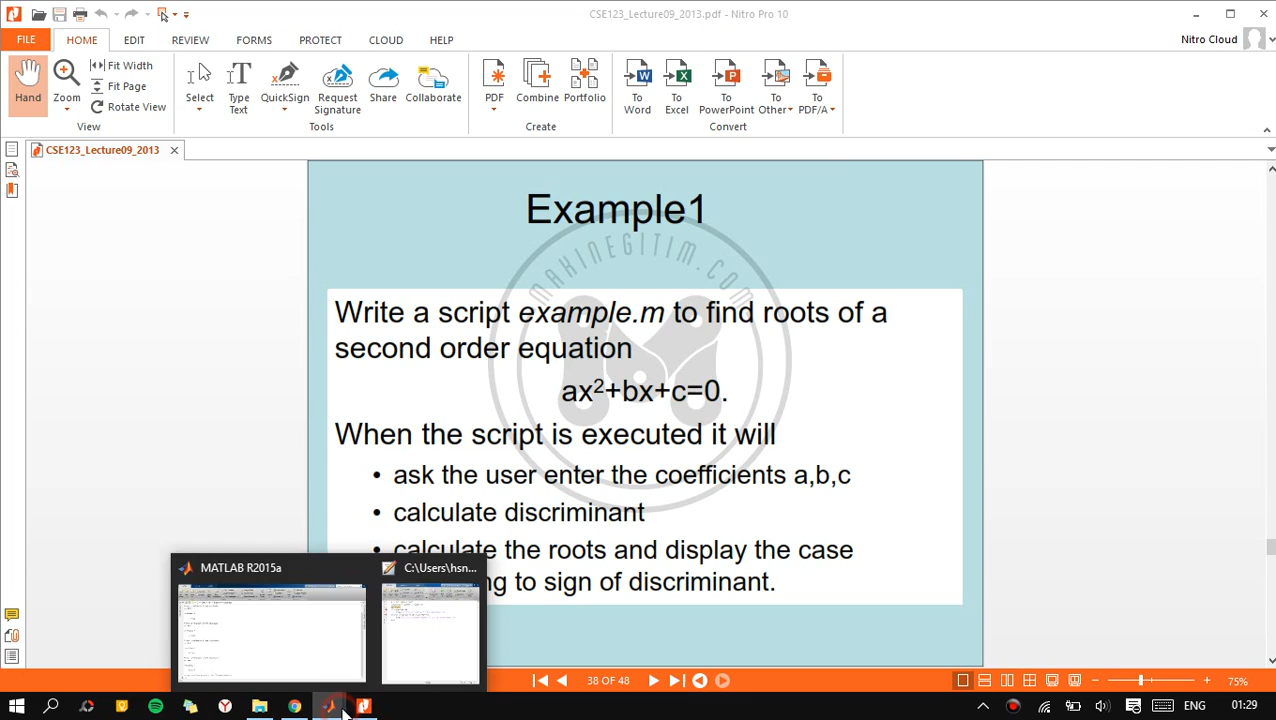 CSE123_Lecture09_2013.pdf - Nitro Pro 10
FILE HOME EDIT REVIEW FORMS PROTECT CLOUD HELP
Nitro Cloud
Hand
Zoom
Fit Width
Fit Page
Rotate View
View
Select
Type Text
QuickSign
Request Signature
Share
Collaborate
Tools
PDF
Combine
Portfolio
Create
To Word
To Excel
To PowerPoint
To Other
To PDF/A
Convert
CSE123_Lecture09_2013
Example1
MAKINEGITIM.COM
Write a script example.m to find roots of a
second order equation
ax²+bx+c=0.
When the script is executed it will
• ask the user enter the coefficients a,b,c
• calculate discriminant
• calculate the roots and display the case
ng to sign of discriminant.
MATLAB R2015a
C:\Users\hsn...
38 OF 48
75%
ENG
01:29